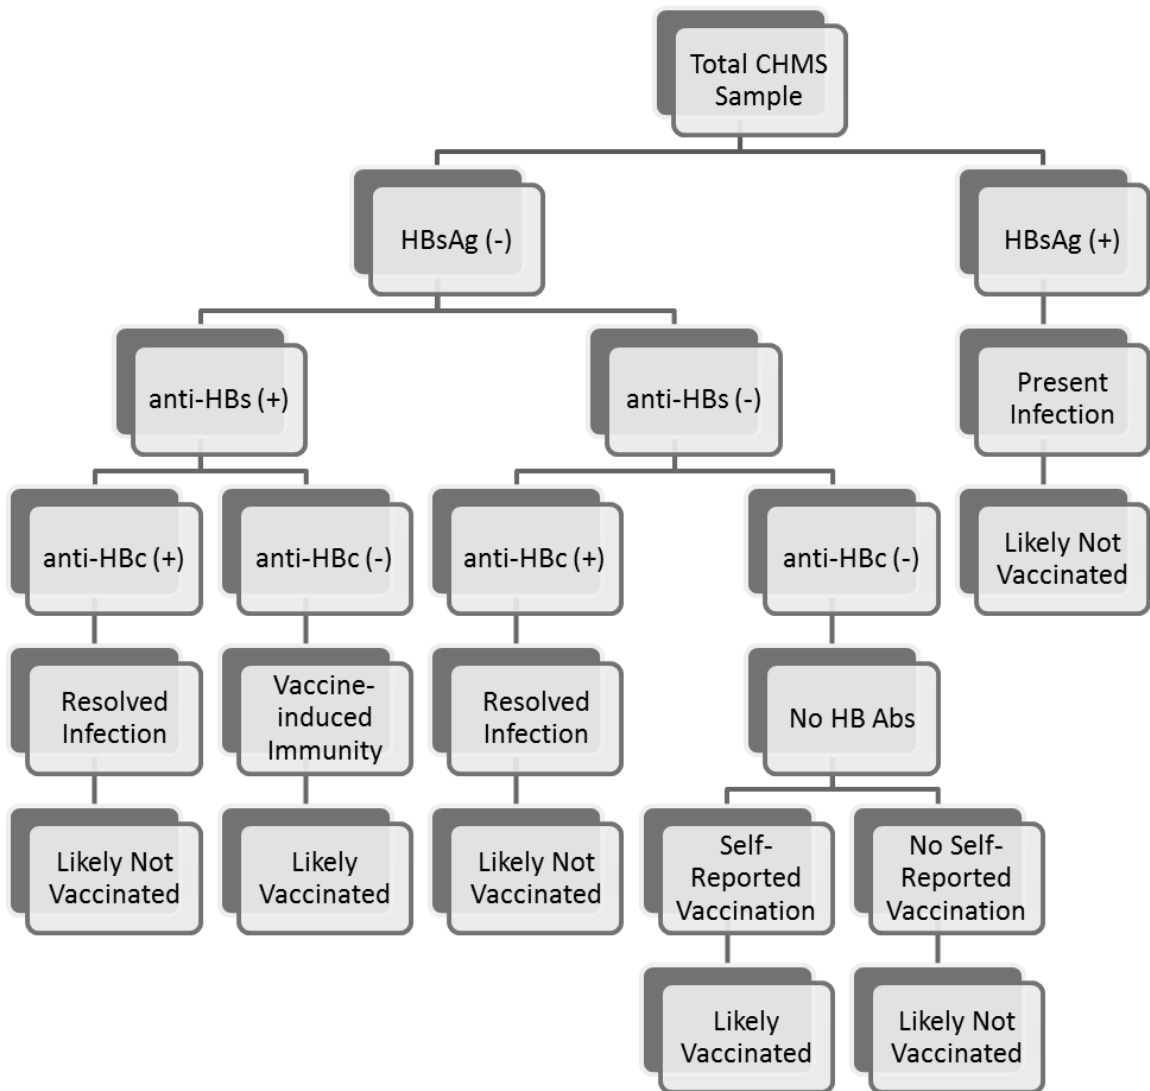 Total CHMS
Sample
HBsAg (-)
HBsAg (+)
anti-HBs (+)
anti-HBs (-)
Present
Infection
anti-HBc (+)
anti-HBc (-)
anti-HBc (+)
anti-HBc (-)
Likely Not
Vaccinated
Resolved
Infection
Vaccine-
induced
Immunity
Resolved
Infection
No HB Abs
Likely Not
Vaccinated
Likely
Vaccinated
Likely Not
Vaccinated
Self-
Reported
Vaccination
No Self-
Reported
Vaccination
Likely
Vaccinated
Likely Not
Vaccinated